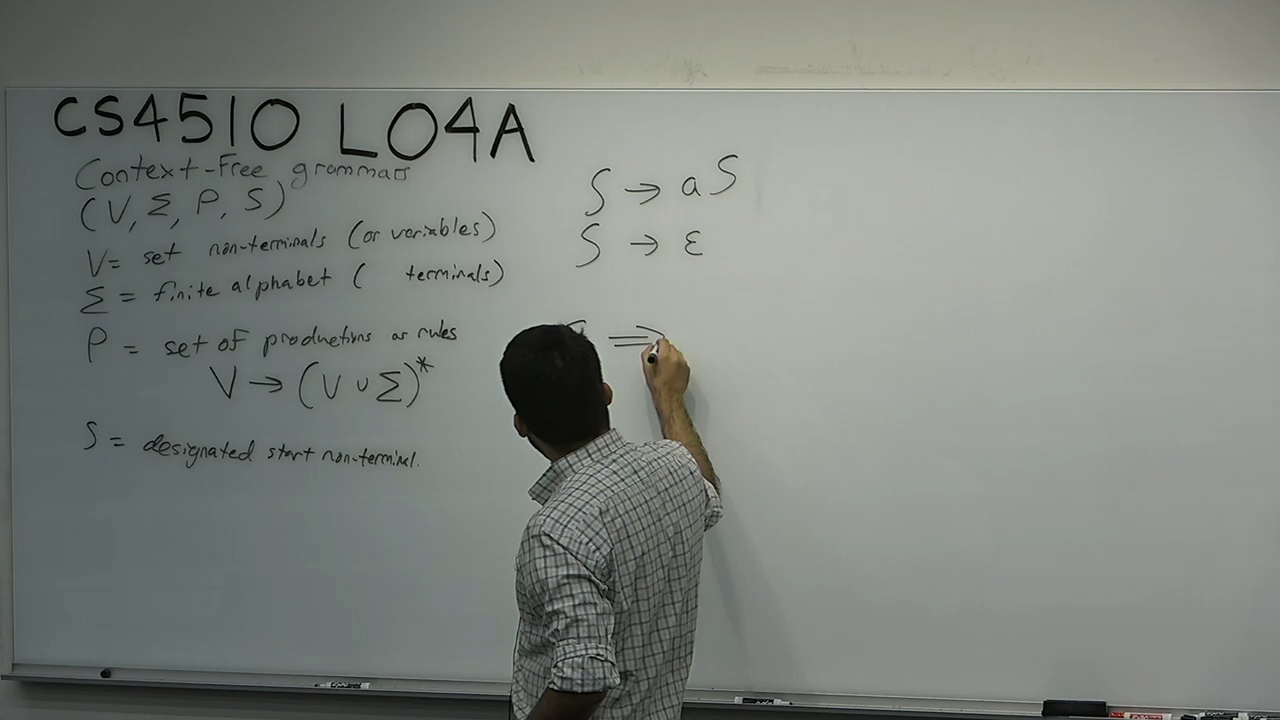 CS4510 L04A
Context-Free grammars
(V, Σ, P, S)
V = set non-terminals (or variables)
Σ = finite alphabet ( terminals)
P = set of productions or rules
V → (V ∪ Σ)*
S = designated start non-terminal.
S → aS
S → ε
⇒